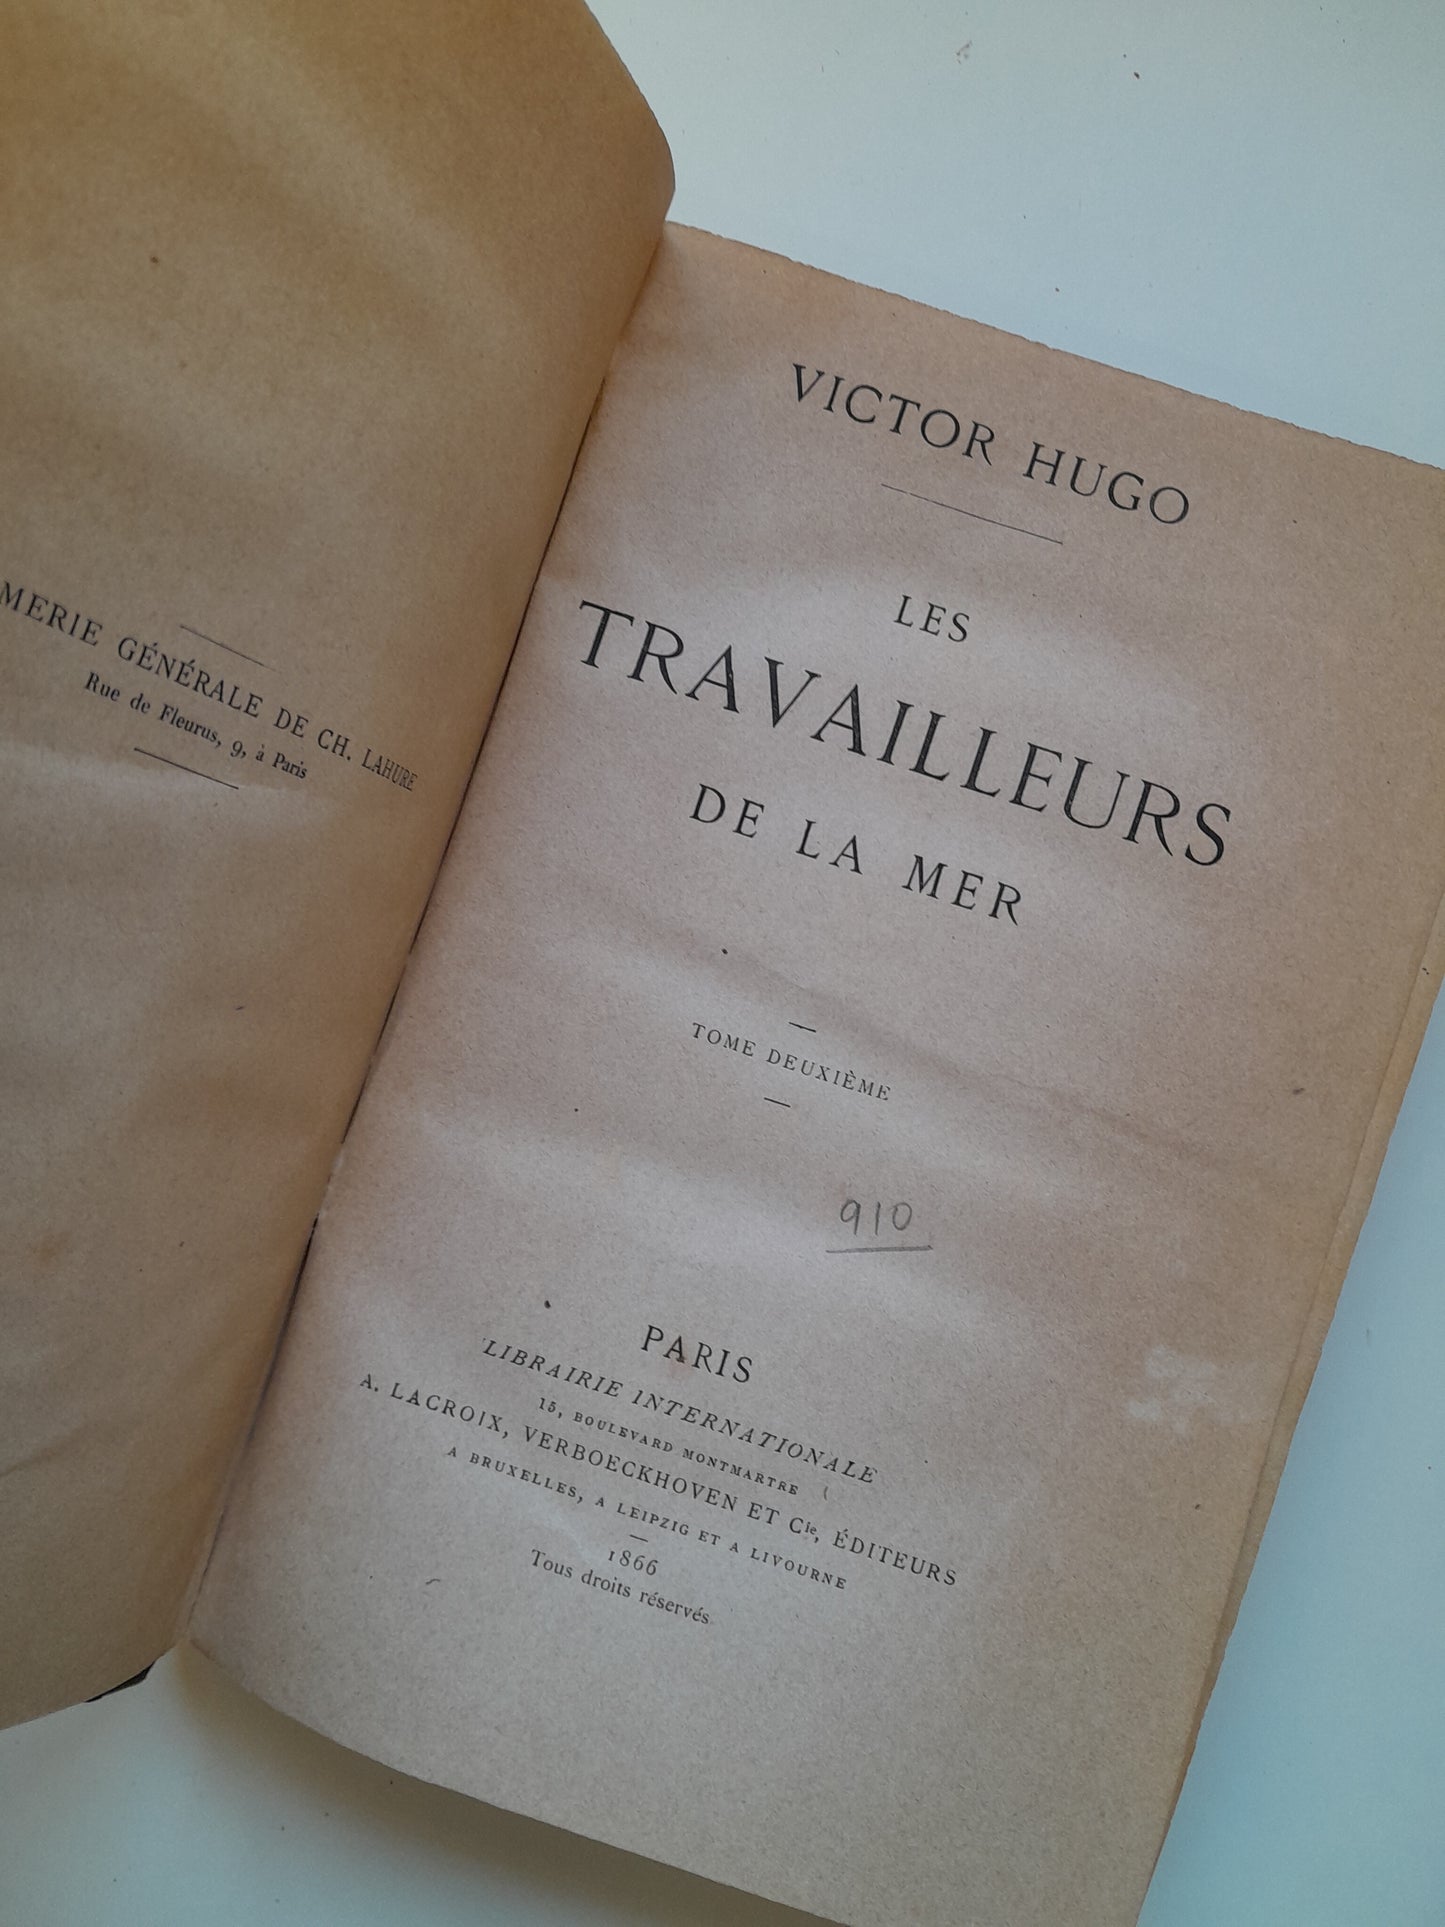 MERIE GÉNÉRALE DE CH. LAHURE
Rue de Fleurus, 9, à Paris
VICTOR HUGO
LES
TRAVAILLEURS
DE LA MER
TOME DEUXIÈME
910
PARIS
LIBRAIRIE INTERNATIONALE
15, BOULEVARD MONTMARTRE
A. LACROIX, VERBOECKHOVEN ET Cie, ÉDITEURS
A BRUXELLES, A LEIPZIG ET A LIVOURNE
1866
Tous droits réservés